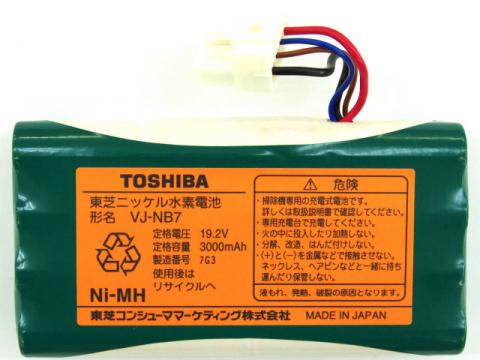 TOSHIBA
東芝ニッケル水素電池
形名 VJ-NB7
定格電圧 19.2V
定格容量 3000mAh
製造番号 7G3
使用後は
リサイクルへ
Ni-MH
危険
・掃除機専用の充電式電池です。
詳しくは取扱説明書で確認してください。
・専用充電台で充電してください。
・火の中に投入したり加熱しない。
・分解、改造、はんだ付けしない。
・(+)と(−)を金属などで接触させない。
ネックレス、ヘアピンなどと一緒に持ち
運んだり保管しない。
液もれ、発熱、破裂の原因になります。
東芝コンシューママーケティング株式会社 MADE IN JAPAN